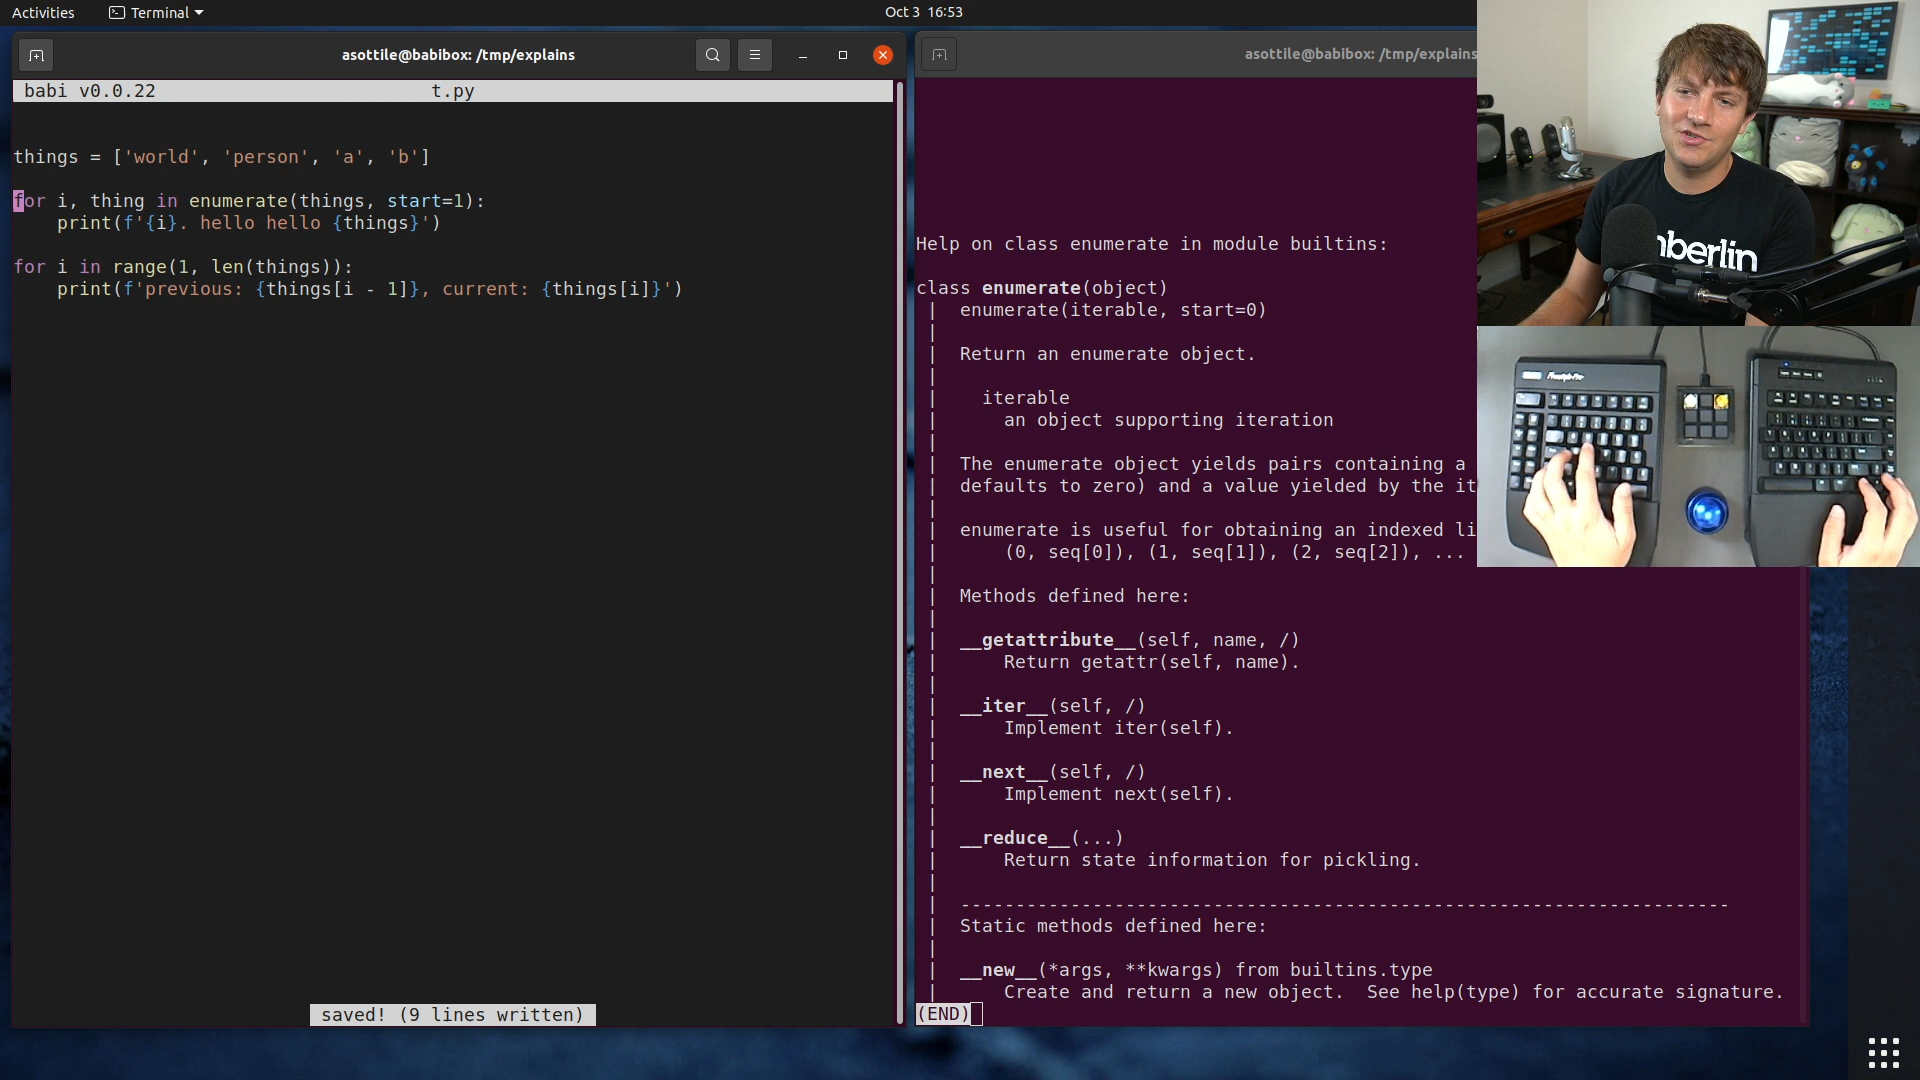 Activities
Terminal
Oct 3 16:53
asottile@babibox: /tmp/explains
babi v0.0.22
t.py
things = ['world', 'person', 'a', 'b']
for i, thing in enumerate(things, start=1):
    print(f'{i}. hello hello {things}')
for i in range(1, len(things)):
    print(f'previous: {things[i - 1]}, current: {things[i]}')
saved! (9 lines written)
asottile@babibox: /tmp/explains
Help on class enumerate in module builtins:
class enumerate(object)
 |  enumerate(iterable, start=0)
 |
 |  Return an enumerate object.
 |
 |    iterable
 |      an object supporting iteration
 |
 |  The enumerate object yields pairs containing a
 |  defaults to zero) and a value yielded by the it
 |
 |  enumerate is useful for obtaining an indexed li
 |      (0, seq[0]), (1, seq[1]), (2, seq[2]), ...
 |
 |  Methods defined here:
 |
 |  __getattribute__(self, name, /)
 |      Return getattr(self, name).
 |
 |  __iter__(self, /)
 |      Implement iter(self).
 |
 |  __next__(self, /)
 |      Implement next(self).
 |
 |  __reduce__(...)
 |      Return state information for pickling.
 |
 |  ----------------------------------------------------------------------
 |  Static methods defined here:
 |
 |  __new__(*args, **kwargs) from builtins.type
 |      Create and return a new object.  See help(type) for accurate signature.
(END)
mberlin